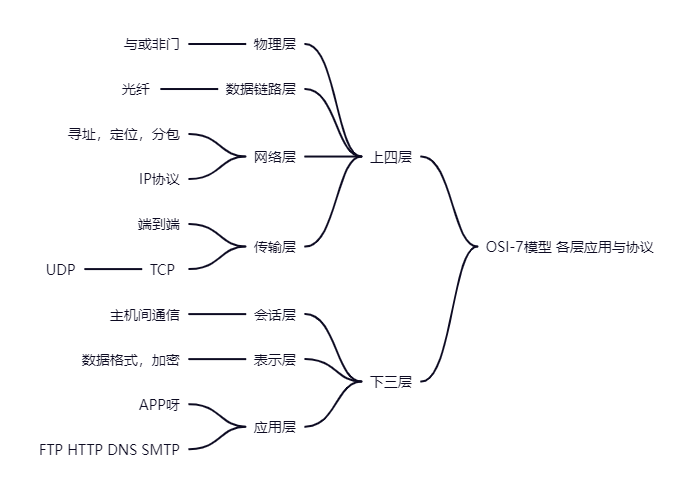 与或非门
物理层
光纤
数据链路层
寻址，定位，分包
网络层
上四层
IP协议
端到端
传输层
OSI-7模型 各层应用与协议
UDP
TCP
主机间通信
会话层
数据格式，加密
表示层
下三层
APP呀
应用层
FTP HTTP DNS SMTP